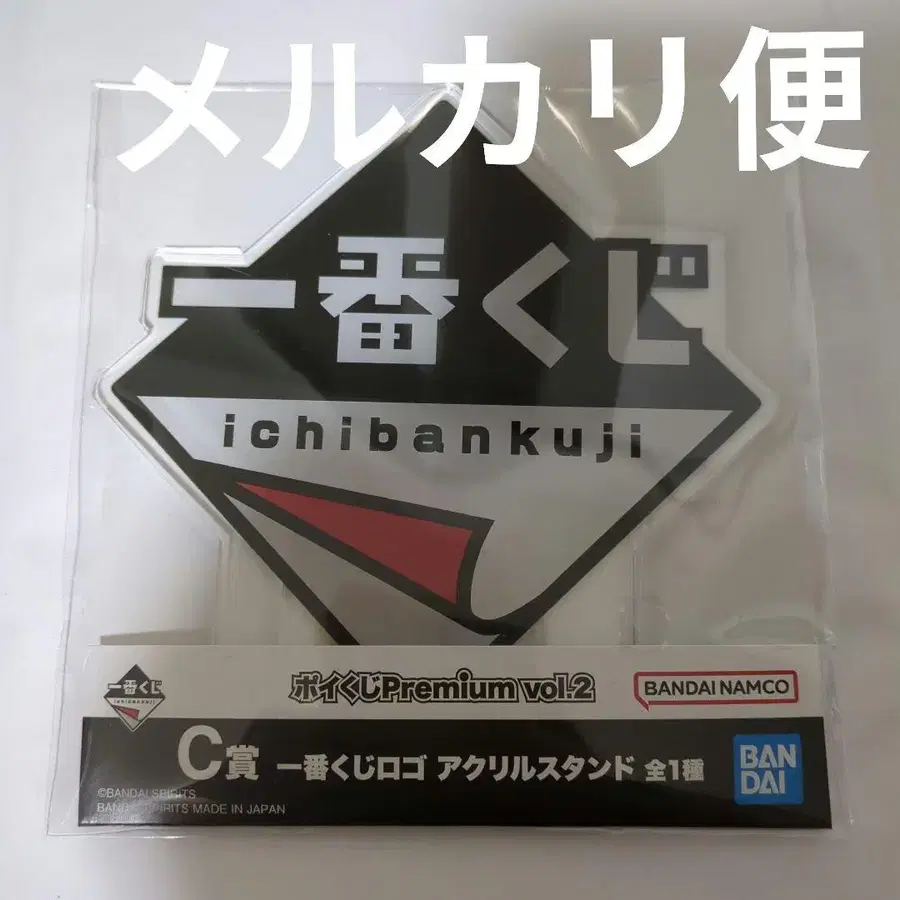 メルカリ便
一番くじ
ichibankuji
一番くじ
ichibankuji
ポイくじPremium vol.2
BANDAI NAMCO
C賞 一番くじロゴ アクリルスタンド 全1種
BAN
DAI
©BANDAI SPIRITS
BANDAI SPIRITS MADE IN JAPAN